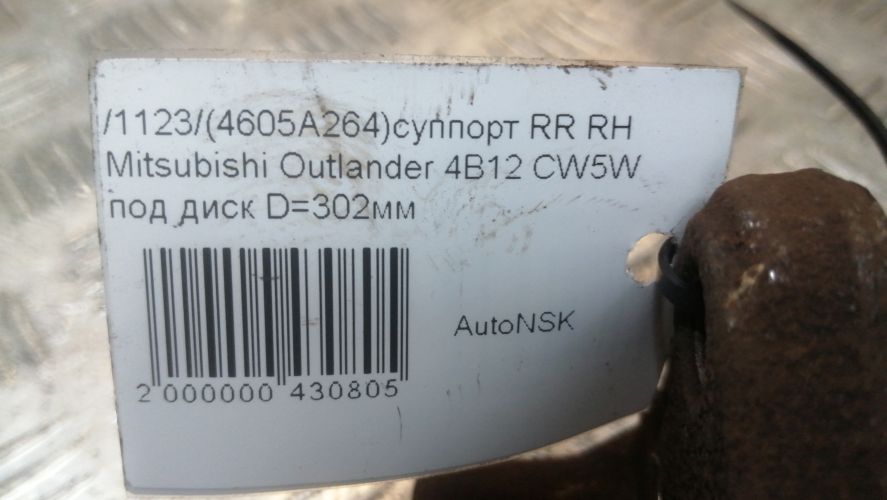 /1123/(4605A264)суппорт RR RH
Mitsubishi Outlander 4B12 CW5W
под диск D=302мм
AutoNSK
2 000000 430805